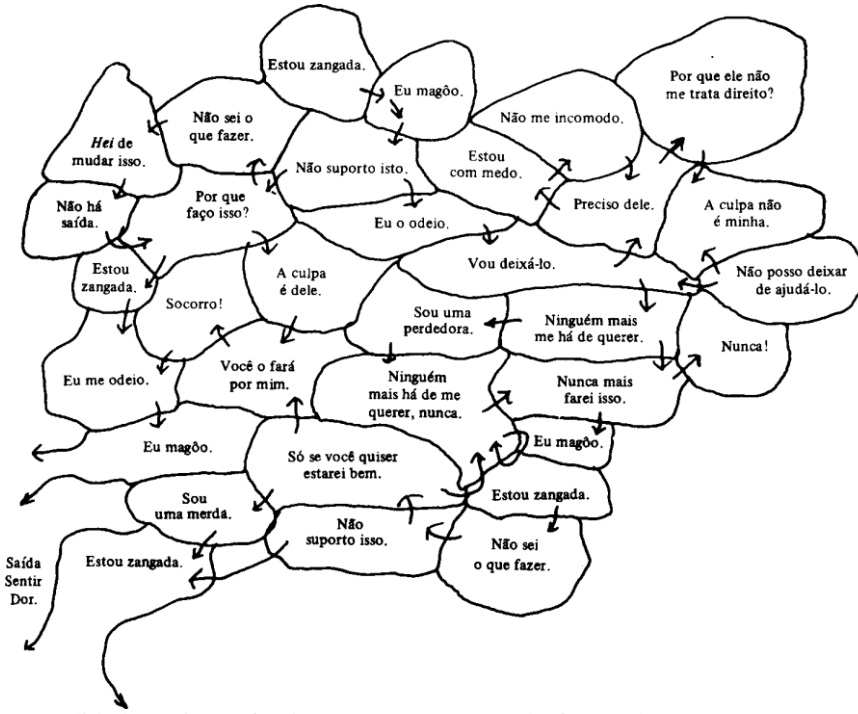 Estou zangada.
Eu magôo.
Por que ele não
me trata direito?
Não sei o
que fazer.
Não me incomodo.
Hei de
mudar isso.
Não suporto isto.
Estou
com medo.
Não há
saída.
Por que
faço isso?
Preciso dele.
A culpa não
é minha.
Eu o odeio.
Estou
zangada.
A culpa
é dele.
Vou deixá-lo.
Não posso deixar
de ajudá-lo.
Socorro!
Sou uma
perdedora.
Ninguém mais
me há de querer.
Nunca!
Eu me odeio.
Você o fará
por mim.
Ninguém
mais há de me
querer, nunca.
Nunca mais
farei isso.
Eu magôo.
Eu magôo.
Só se você quiser
estarei bem.
Sou
uma merda.
Estou zangada.
Não
suporto isso.
Não sei
o que fazer.
Estou zangada.
Saída
Sentir
Dor.